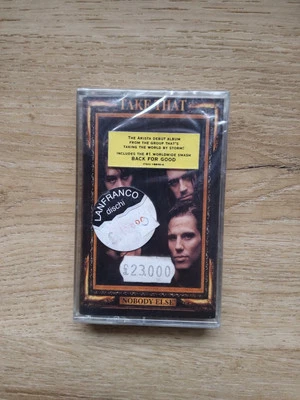 TAKE THAT
THE ARISTA DEBUT ALBUM
FROM THE GROUP THAT'S
TAKING THE WORLD BY STORM!
INCLUDES THE #1 WORLDWIDE SMASH
BACK FOR GOOD
LANFRANCO
dischi
£23.000
NOBODY ELSE